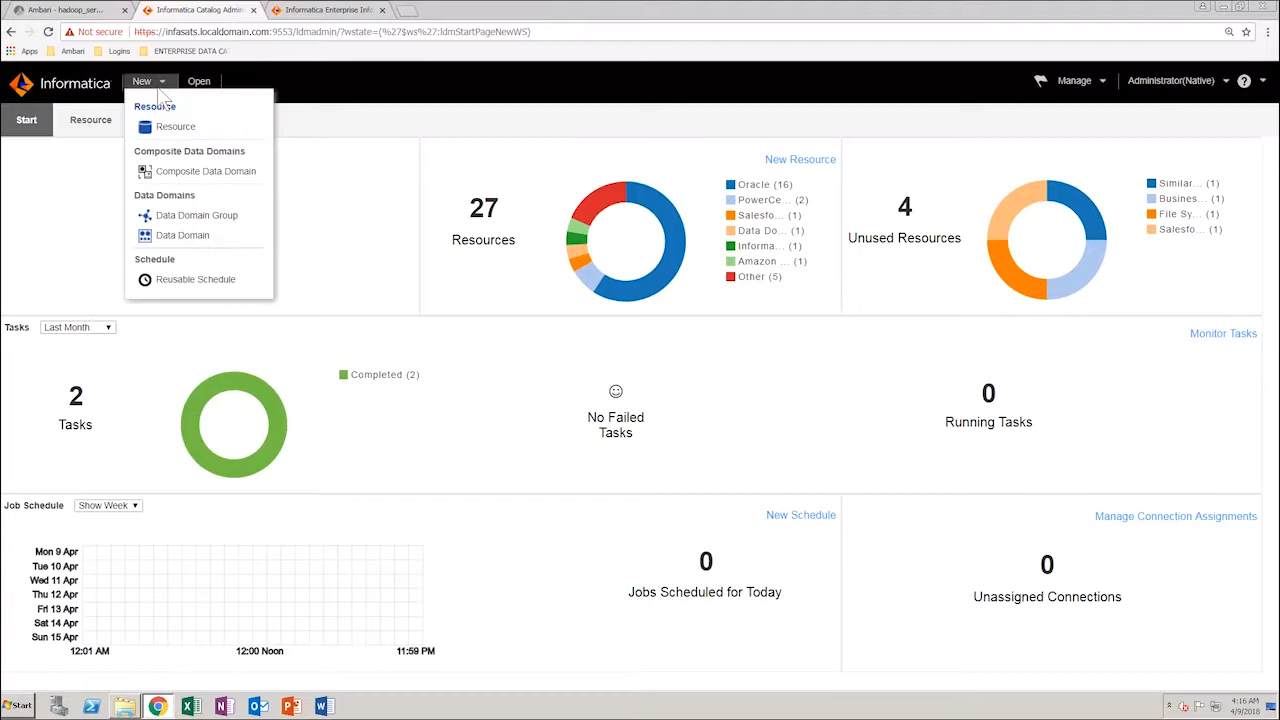 Ambari - hadoop_ser...
Informatica Catalog Admin
Informatica Enterprise Info
Not secure
https://infasats.localdomain.com:9553/ldmadmin/?wstate=(%27$ws%27:ldmStartPageNewWS)
Apps
Ambari
Logins
ENTERPRISE DATA CA
Informatica
New
Open
Manage
Administrator(Native)
?
Start
Resource
Resource
Resource
Composite Data Domains
Composite Data Domain
Data Domains
Data Domain Group
Data Domain
Schedule
Reusable Schedule
New Resource
27
Resources
Oracle (16)
PowerCe... (2)
Salesfo... (1)
Data Do... (1)
Informa... (1)
Amazon ... (1)
Other (5)
4
Unused Resources
Similar... (1)
Busines... (1)
File Sy... (1)
Salesfo... (1)
Tasks
Last Month
Monitor Tasks
2
Tasks
Completed (2)
No Failed
Tasks
0
Running Tasks
Job Schedule
Show Week
New Schedule
Manage Connection Assignments
Mon 9 Apr
Tue 10 Apr
Wed 11 Apr
Thu 12 Apr
Fri 13 Apr
Sat 14 Apr
Sun 15 Apr
12:01 AM
12:00 Noon
11:59 PM
0
Jobs Scheduled for Today
0
Unassigned Connections
Start
4:16 AM
4/9/2018